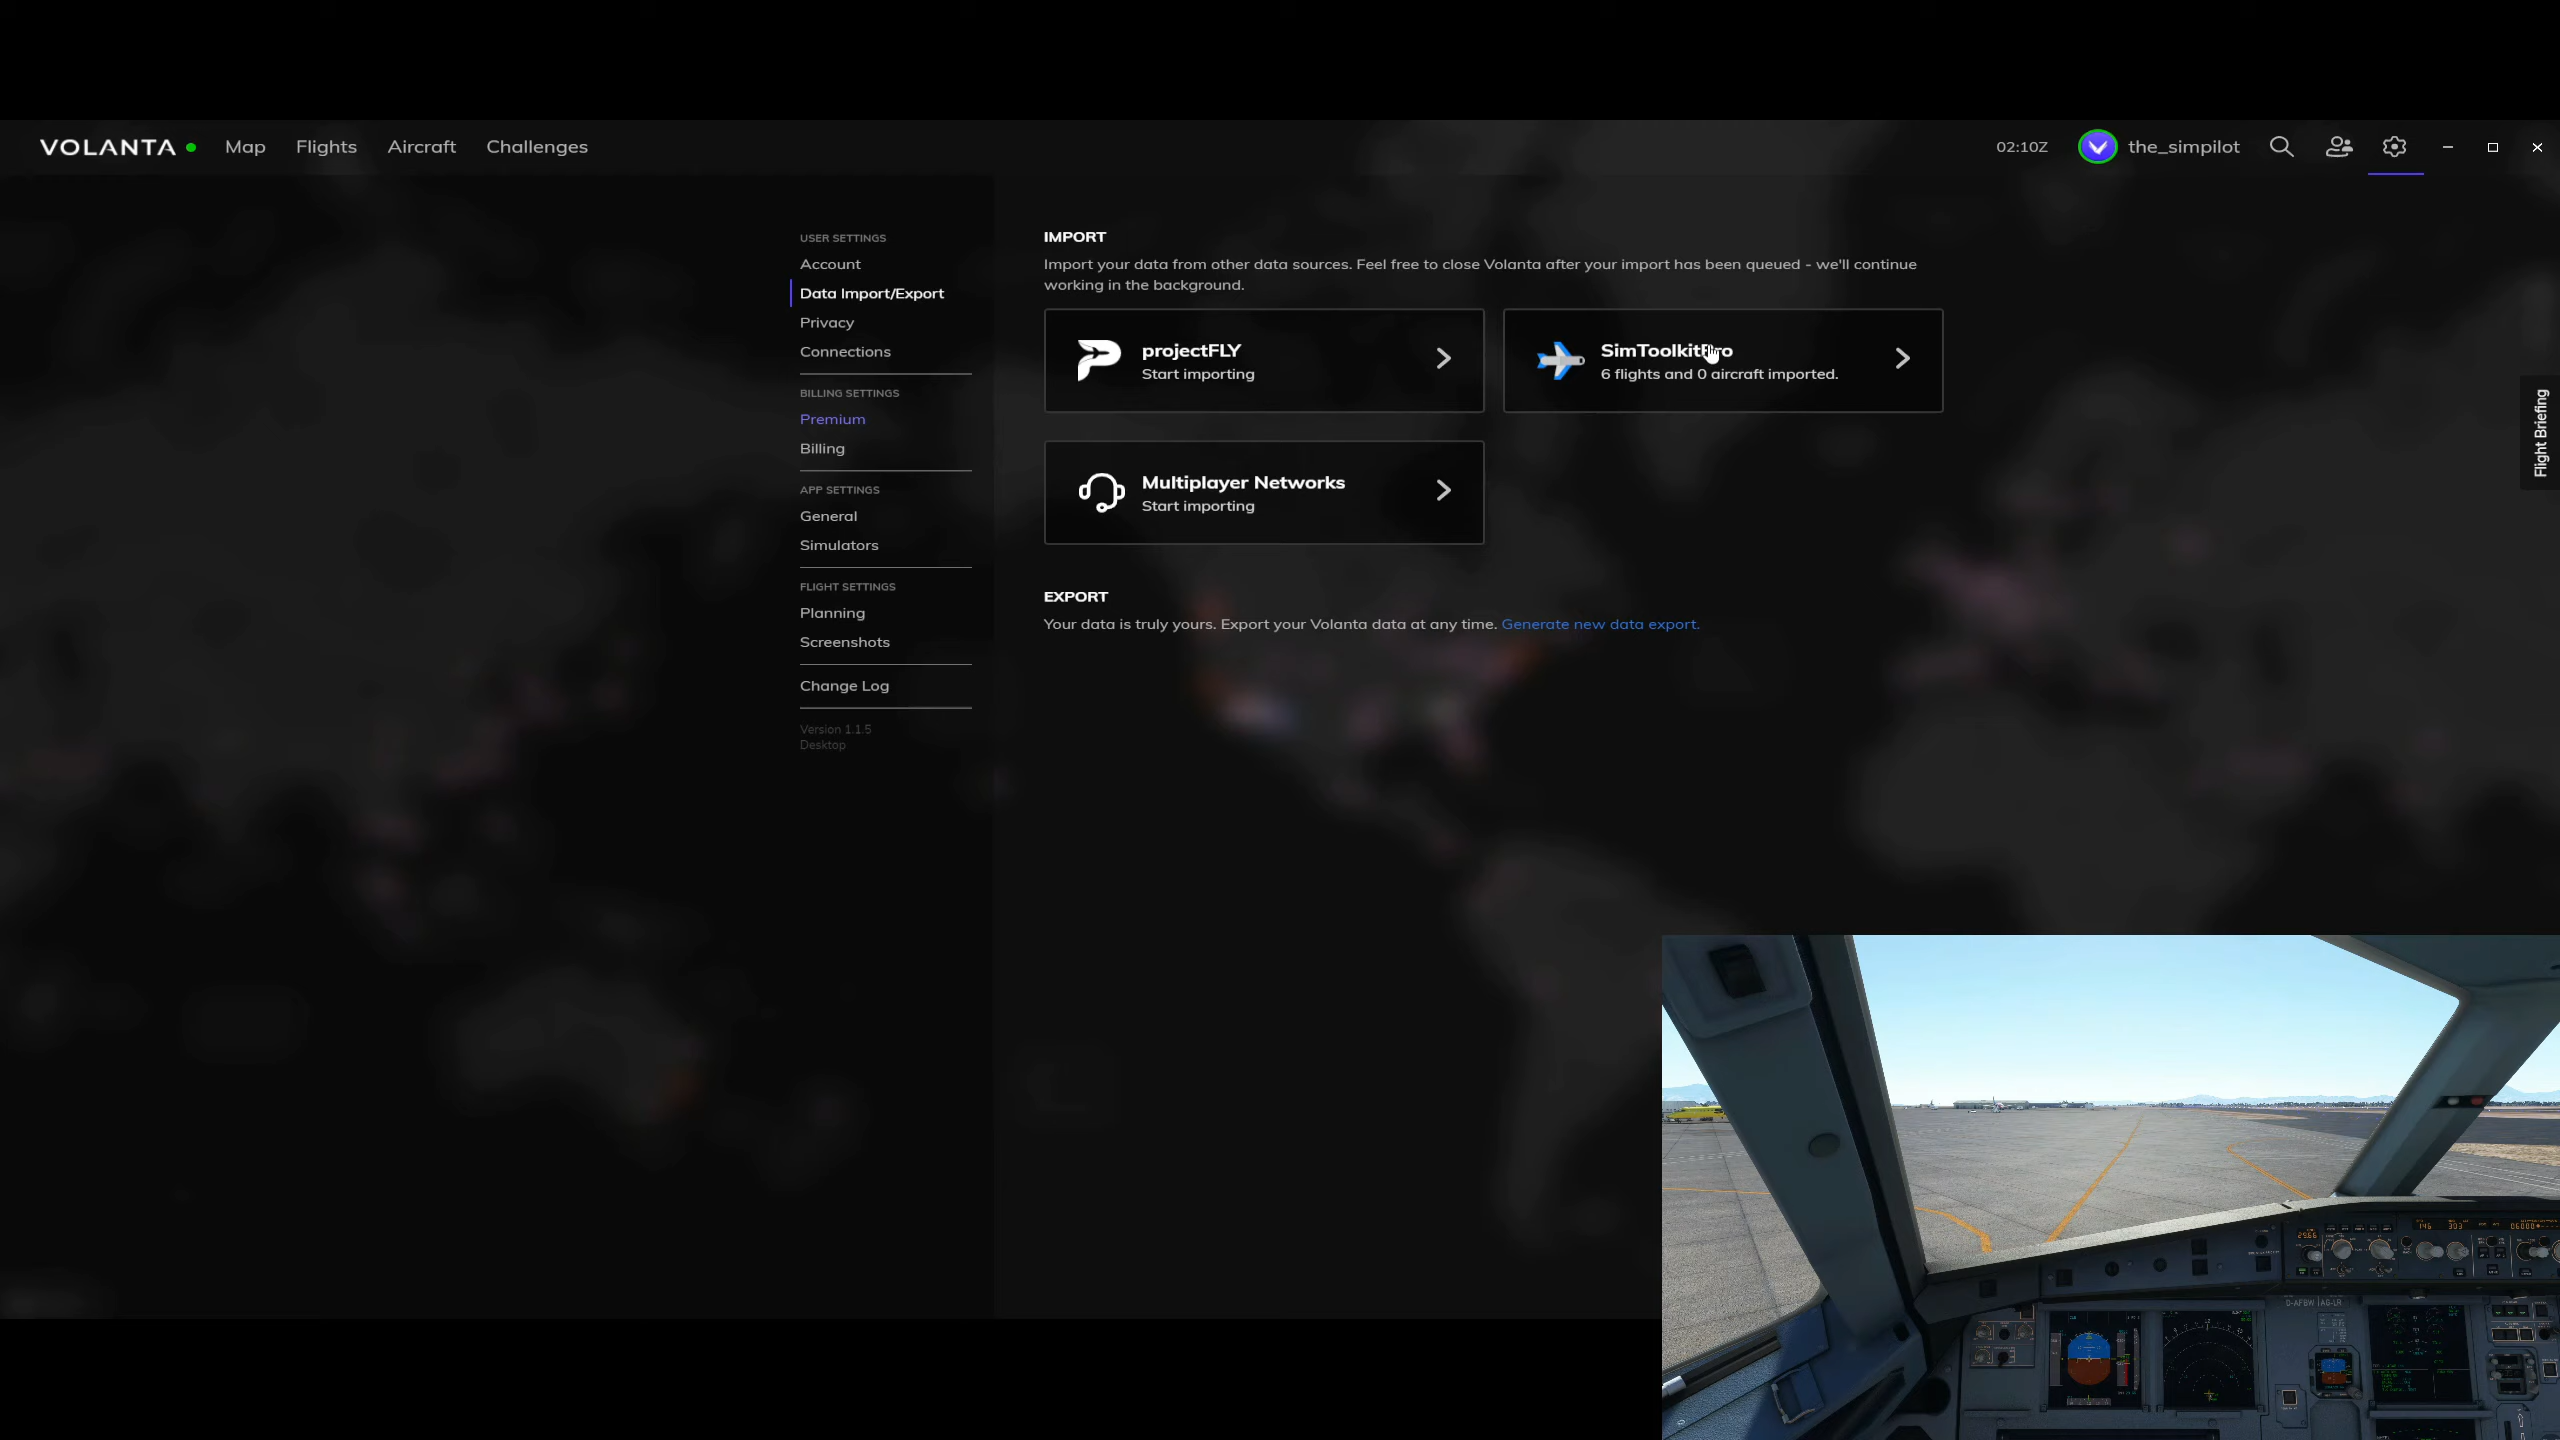 VOLANTA Map Flights Aircraft Challenges 02:10Z the_simpilot
USER SETTINGS
Account
Data Import/Export
Privacy
Connections
BILLING SETTINGS
Premium
Billing
APP SETTINGS
General
Simulators
FLIGHT SETTINGS
Planning
Screenshots
Change Log
Version 1.1.5
Desktop
IMPORT
Import your data from other data sources. Feel free to close Volanta after your import has been queued - we'll continue
working in the background.
projectFLY
Start importing
SimToolkitPro
6 flights and 0 aircraft imported.
Multiplayer Networks
Start importing
EXPORT
Your data is truly yours. Export your Volanta data at any time. Generate new data export.
Flight Briefing